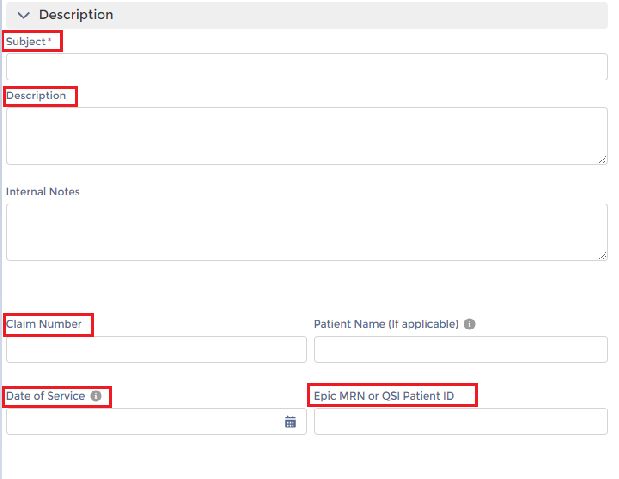 Description
Subject*
Description
Internal Notes
Claim Number
Patient Name (If applicable)
Date of Service
Epic MRN or QSI Patient ID